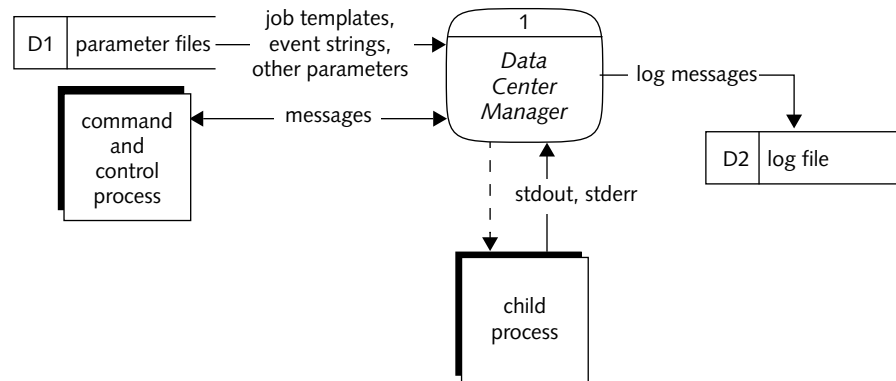 D1
parameter files
job templates,
event strings,
other parameters
1
Data
Center
Manager
log messages
command
and
control
process
messages
D2
log file
stdout, stderr
child
process